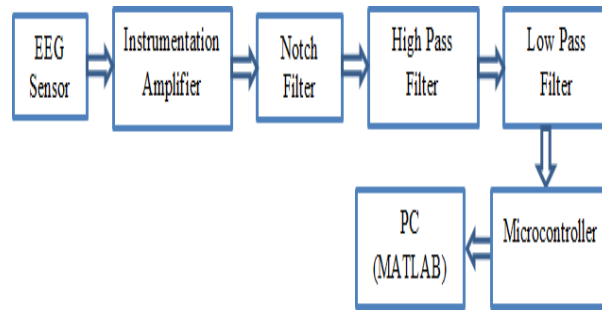 EEG
Sensor
Instrumentation
Amplifier
Notch
Filter
High Pass
Filter
Low Pass
Filter
Microcontroller
PC
(MATLAB)